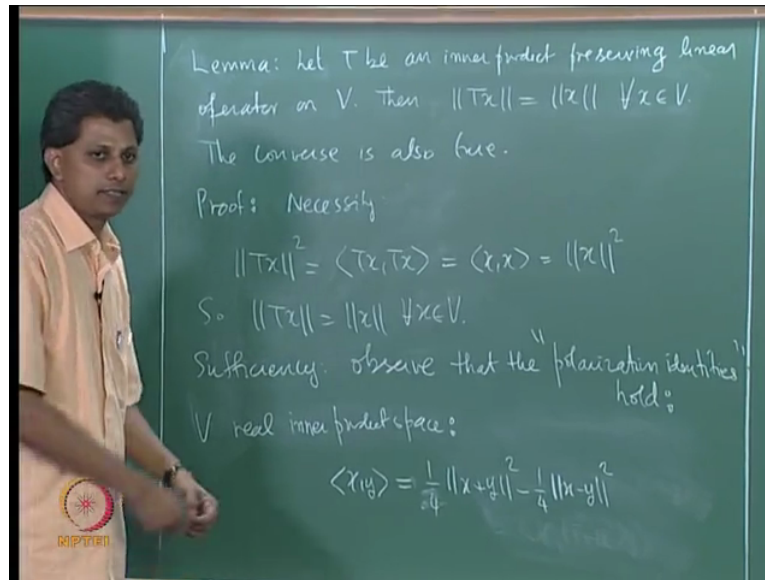 Lemma: Let T be an inner product preserving linear
operator on V. Then ||Tx|| = ||x|| ∀x∈V.
The converse is also true.
Proof: Necessity
||Tx||² = ⟨Tx,Tx⟩ = ⟨x,x⟩ = ||x||²
So ||Tx|| = ||x|| ∀x∈V.
Sufficiency: observe that the "polarization identities"
hold:
V real inner product space:
⟨x,y⟩ = 1/4 ||x+y||² - 1/4 ||x-y||²
NPTEL